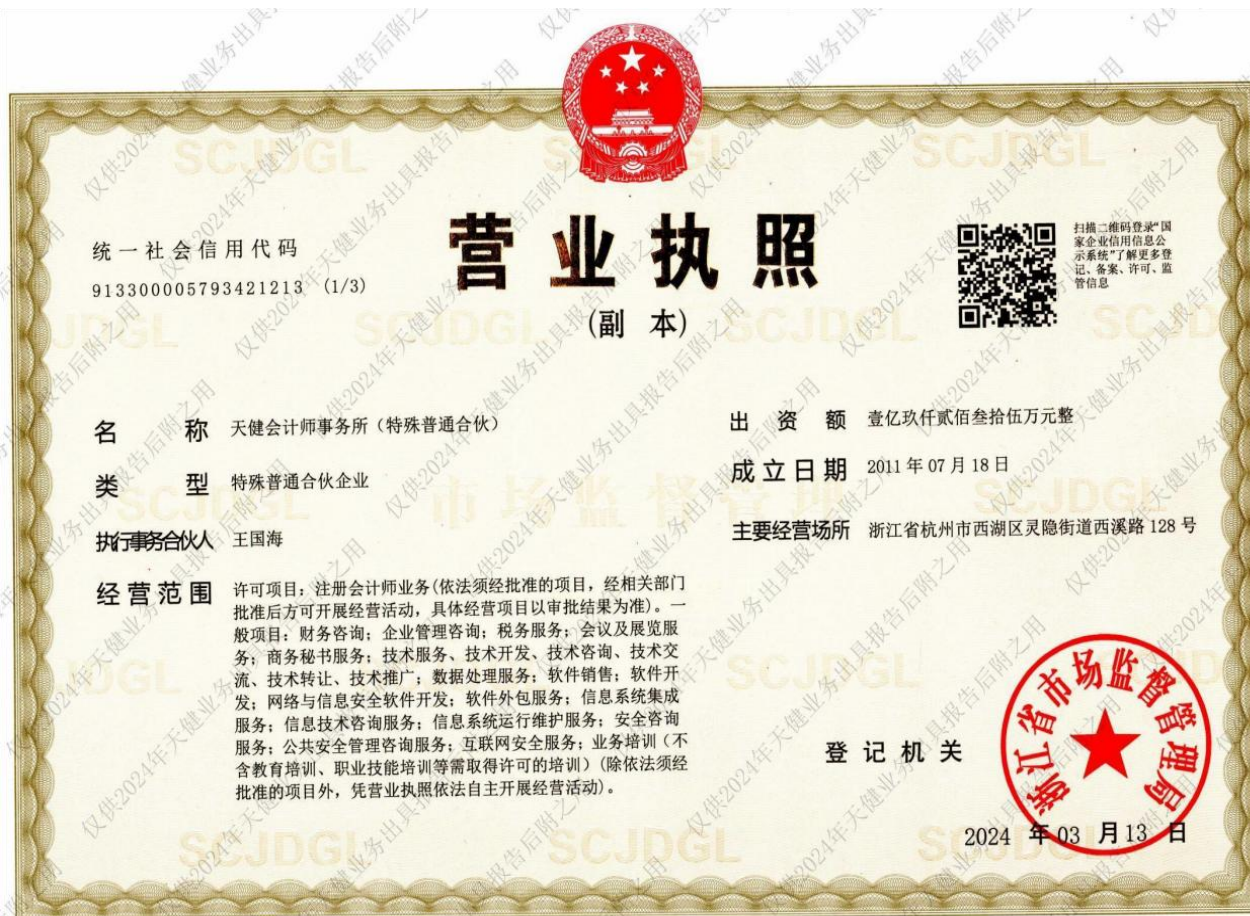 营业执照
(副 本)
统一社会信用代码
913300005793421213 (1/3)
扫描二维码登录“国
家企业信用信息公
示系统”了解更多登
记、备案、许可、监
管信息
名 称 天健会计师事务所（特殊普通合伙）
类 型 特殊普通合伙企业
执行事务合伙人 王国海
经营范围 许可项目：注册会计师业务(依法须经批准的项目，经相关部门
批准后方可开展经营活动，具体经营项目以审批结果为准)。一
般项目：财务咨询；企业管理咨询；税务服务；会议及展览服
务；商务秘书服务；技术服务、技术开发、技术咨询、技术交
流、技术转让、技术推广；数据处理服务；软件销售；软件开
发；网络与信息安全软件开发；软件外包服务；信息系统集成
服务；信息技术咨询服务；信息系统运行维护服务；安全咨询
服务；公共安全管理咨询服务；互联网安全服务；业务培训（不
含教育培训、职业技能培训等需取得许可的培训）(除依法须经
批准的项目外，凭营业执照依法自主开展经营活动)。
出 资 额 壹亿玖仟贰佰叁拾伍万元整
成立日期 2011 年 07 月 18 日
主要经营场所 浙江省杭州市西湖区灵隐街道西溪路 128 号
登记机关
浙江省市场监督管理局
2024 年 03 月 13 日
仅供2024年天健业务出具报告后附之用
SCJDGL
市场监督管理